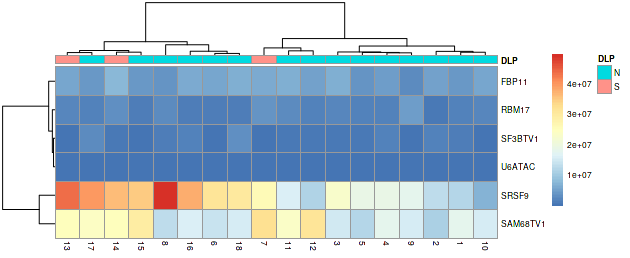 DLP
DLP
N
S
FBP11
RBM17
SF3BTV1
U6ATAC
SRSF9
SAM68TV1
4e+07
3e+07
2e+07
1e+07
13 17 14 15 8 16 6 18 7 11 12 3 5 4 9 2 1 10